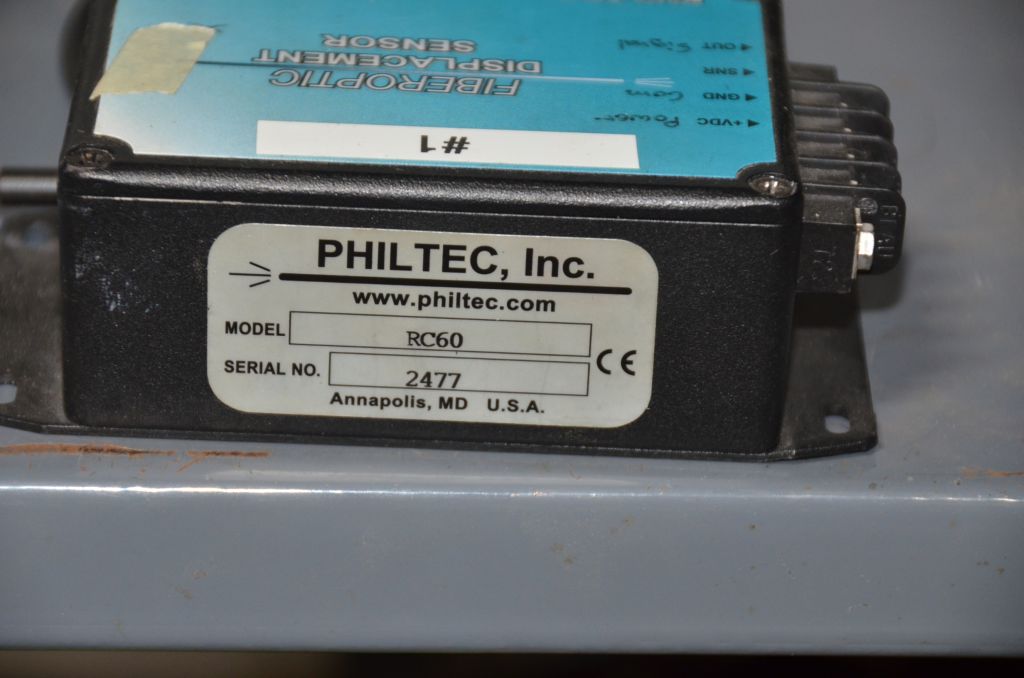 ◄ OUT Signal
◄ SNR
◄ GND Com
◄ +VDC Power
FIBEROPTIC
DISPLACEMENT
SENSOR
#1
PHILTEC, Inc.
www.philtec.com
MODEL RC60
SERIAL NO. 2477
CE
Annapolis, MD U.S.A.